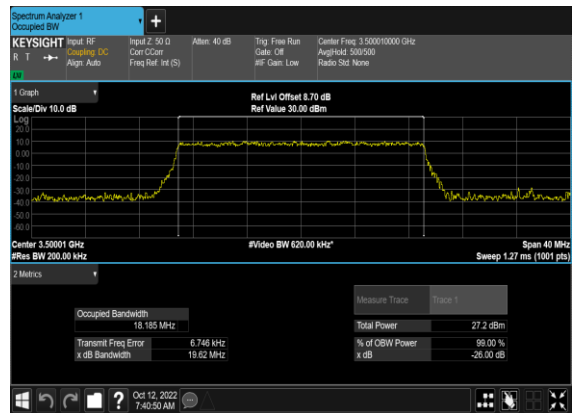 Spectrum Analyzer 1
Occupied BW
KEYSIGHT Input: RF Input Z: 50 Ω Atten: 40 dB Trig: Free Run Center Freq: 3.500010000 GHz
R T Coupling: DC Corr CCorr Gate: Off Avg|Hold: 500/500
Align: Auto Freq Ref: Int (S) #IF Gain: Low Radio Std: None
LXI
1 Graph
Ref Lvl Offset 8.70 dB
Scale/Div 10.0 dB Ref Value 30.00 dBm
Log
20.0
10.0
0.00
-10.0
-20.0
-30.0
-40.0
-50.0
-60.0
Center 3.50001 GHz #Video BW 620.00 kHz* Span 40 MHz
#Res BW 200.00 kHz Sweep 1.27 ms (1001 pts)
2 Metrics
Measure Trace Trace 1
Occupied Bandwidth
18.185 MHz Total Power 27.2 dBm
Transmit Freq Error 6.746 kHz % of OBW Power 99.00 %
x dB Bandwidth 19.62 MHz x dB -26.00 dB
? Oct 12, 2022
7:40:50 AM